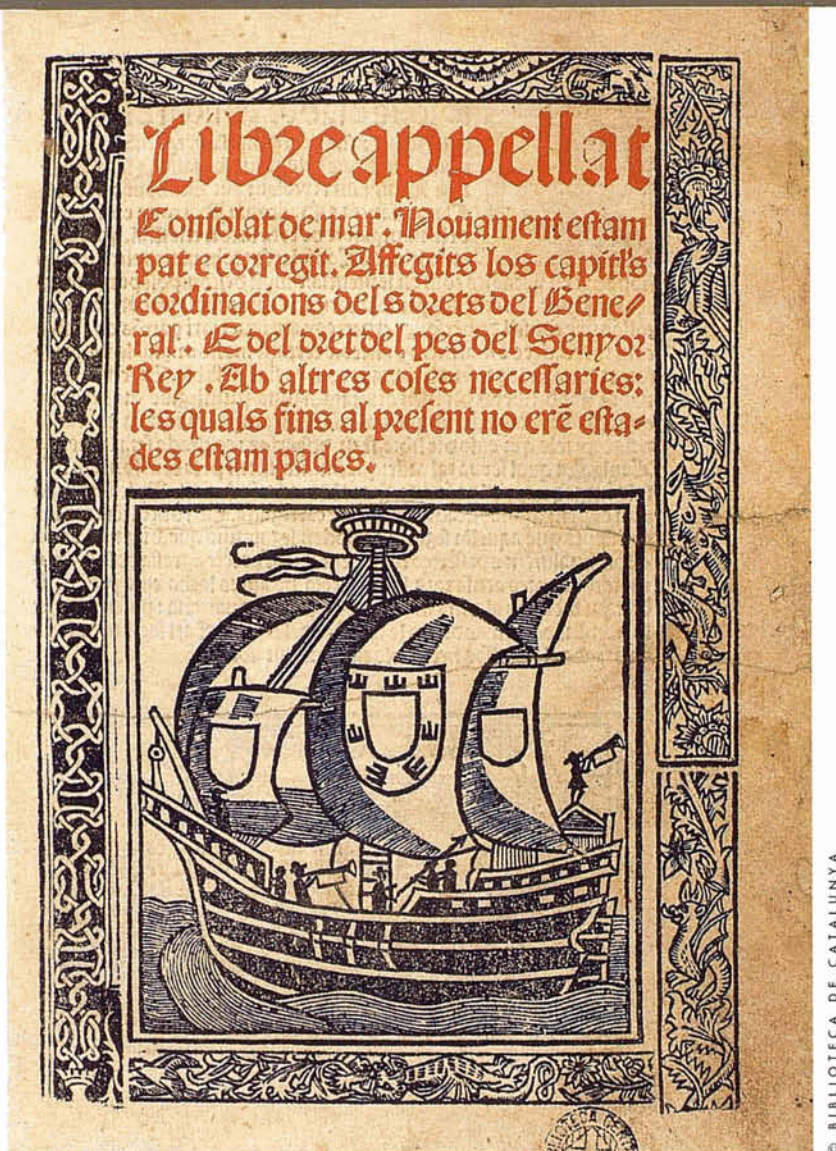 Libre appellat
Consolat de mar. Nouament estam
pat e corregit. Affegits los capitl's
e ordinacions dels drets del Gene/
ral. E del dret del pes del Senyor
Rey. Ab altres coses necessaries:
les quals fins al present no erē esta-
des estampades.
© BIBLIOTECA DE CATALUNYA